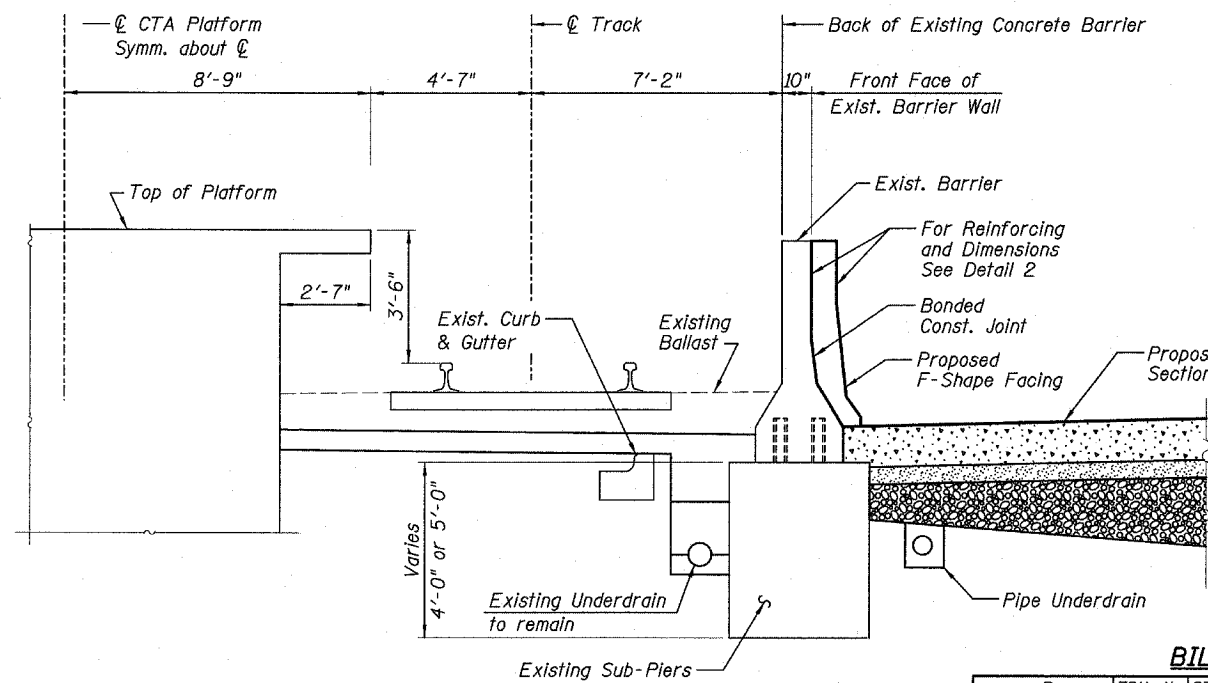 ℄ CTA Platform
Symm. about ℄
℄ Track
Back of Existing Concrete Barrier
8'-9"
4'-7"
7'-2"
10"
Front Face of
Exist. Barrier Wall
Top of Platform
Exist. Barrier
For Reinforcing
and Dimensions
See Detail 2
2'-7"
3'-6"
Exist. Curb
& Gutter
Existing
Ballast
Bonded
Const. Joint
Proposed
F-Shape Facing
Propos
Section
Varies
4'-0" or 5'-0"
Existing Underdrain
to remain
Pipe Underdrain
Existing Sub-Piers
BIL